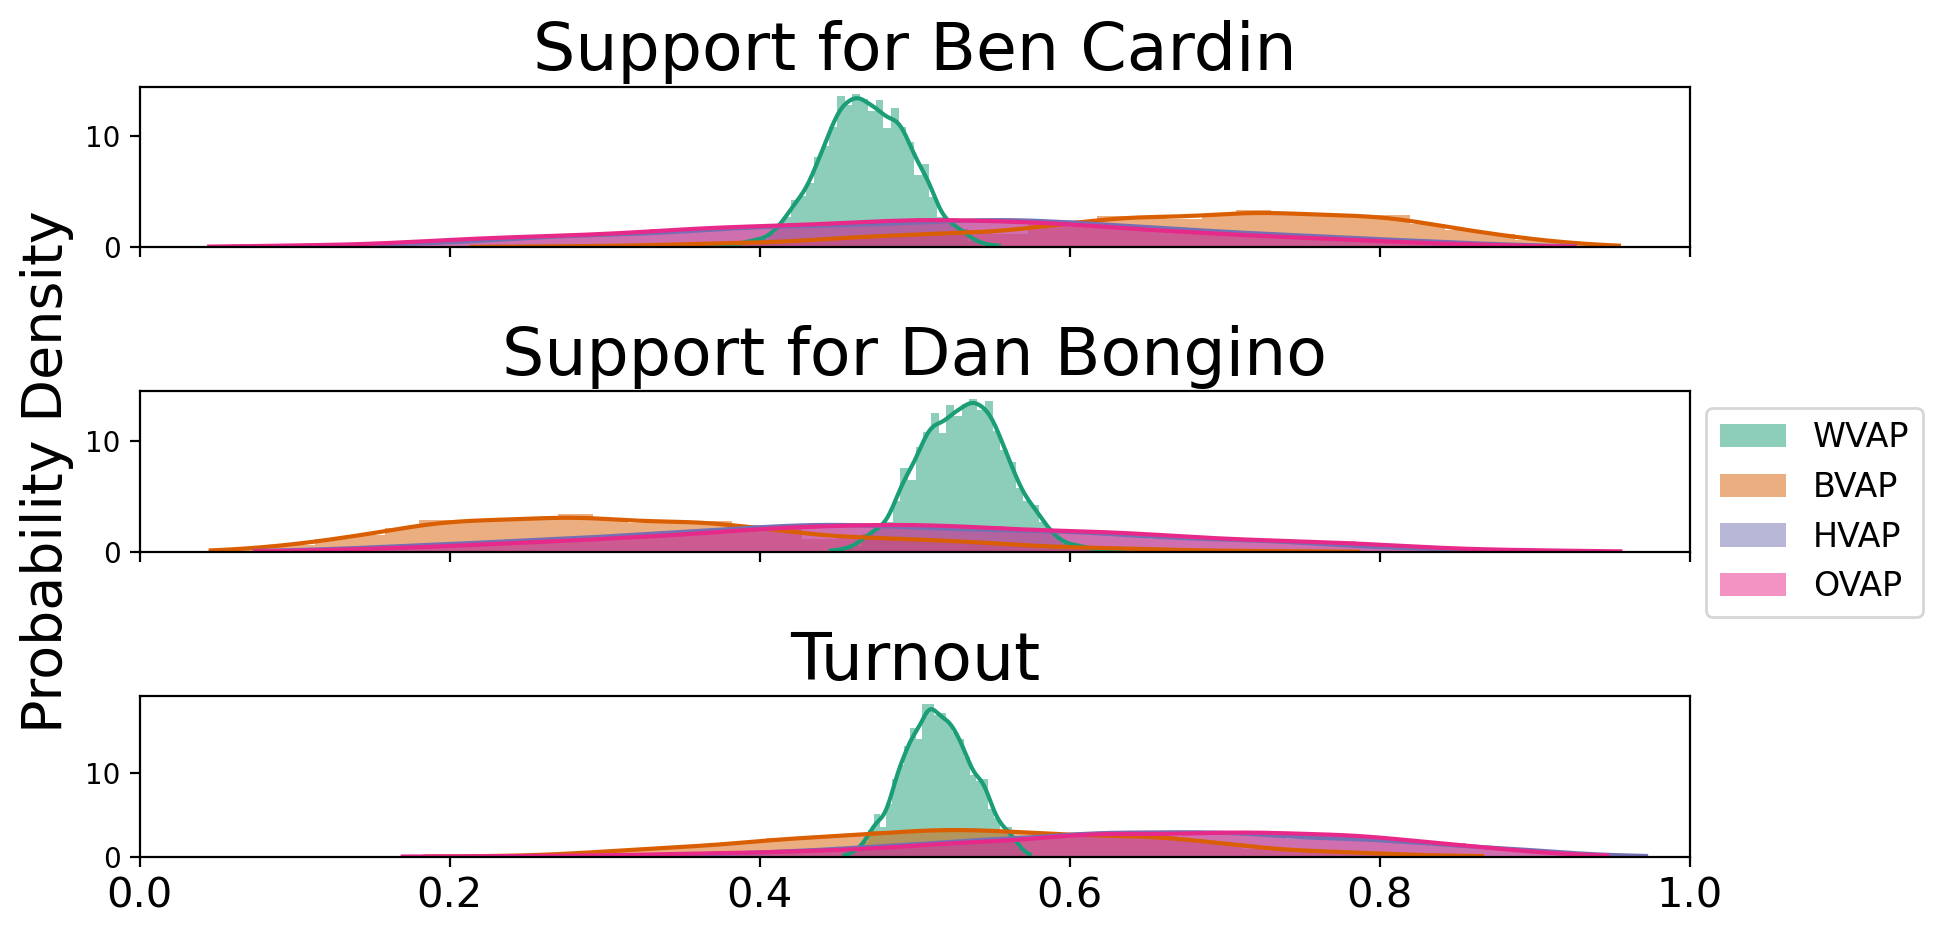 Support for Ben Cardin
10
0
Support for Dan Bongino
10
0
Probability Density
WVAP
BVAP
HVAP
OVAP
Turnout
10
0
0.0 0.2 0.4 0.6 0.8 1.0